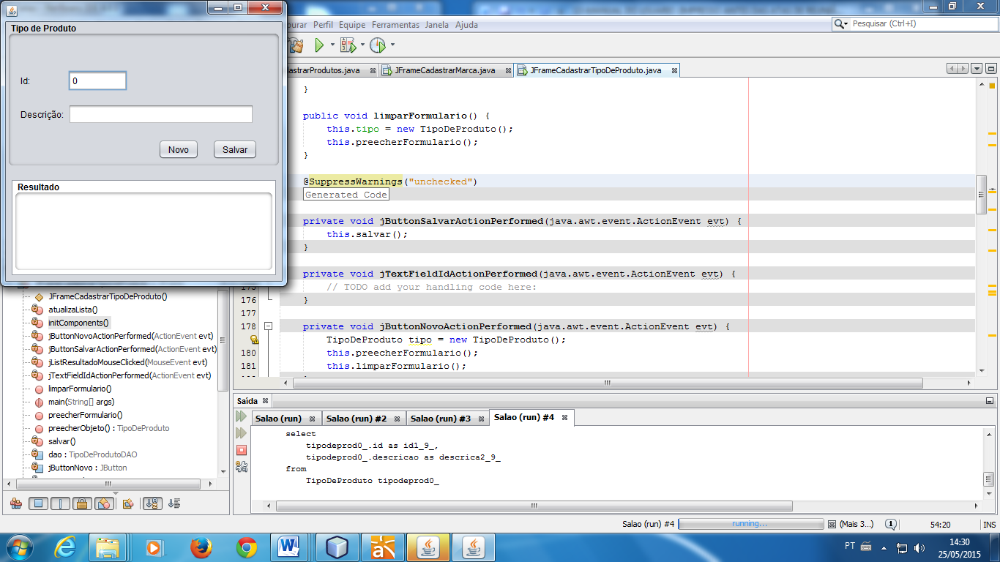 Tipo de Produto
Id:
0
Descrição:
Novo
Salvar
Resultado
purar Perfil Equipe Ferramentas Janela Ajuda
Pesquisar (Ctrl+I)
dastrarProdutos.java
JFrameCadastrarMarca.java
JFrameCadastrarTipoDeProduto.java
}
public void limparFormulario() {
this.tipo = new TipoDeProduto();
this.preecherFormulario();
}
@SuppressWarnings("unchecked")
Generated Code
private void jButtonSalvarActionPerformed(java.awt.event.ActionEvent evt) {
this.salvar();
}
private void jTextFieldIdActionPerformed(java.awt.event.ActionEvent evt) {
175 // TODO add your handling code here:
176 }
177
178 private void jButtonNovoActionPerformed(java.awt.event.ActionEvent evt) {
TipoDeProduto tipo = new TipoDeProduto();
180 this.preecherFormulario();
181 this.limparFormulario();
JFrameCadastrarTipoDeProduto()
atualizaLista()
initComponents()
jButtonNovoActionPerformed(ActionEvent evt)
jButtonSalvarActionPerformed(ActionEvent evt)
jListResultadoMouseClicked(MouseEvent evt)
jTextFieldIdActionPerformed(ActionEvent evt)
limparFormulario()
main(String[] args)
preecherFormulario()
preecherObjeto() : TipoDeProduto
salvar()
dao : TipoDeProdutoDAO
jButtonNovo : JButton
Saída
Salao (run)
Salao (run) #2
Salao (run) #3
Salao (run) #4
select
tipodeprod0_.id as id1_9_,
tipodeprod0_.descricao as descrica2_9_
from
TipoDeProduto tipodeprod0_
Salao (run) #4
running...
(Mais 3...)
1
54:20
INS
PT
14:30
25/05/2015